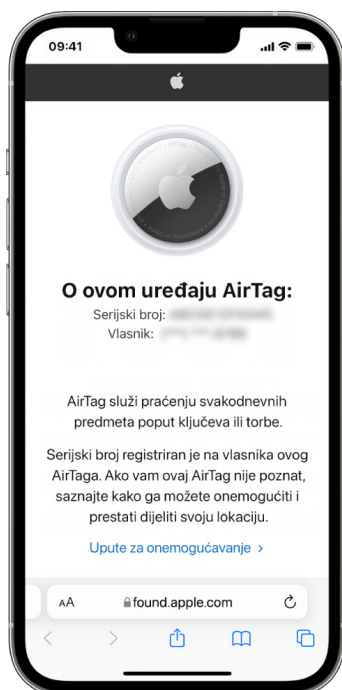 09:41
O ovom uređaju AirTag:
Serijski broj:
Vlasnik:
AirTag služi praćenju svakodnevnih
predmeta poput ključeva ili torbe.
Serijski broj registriran je na vlasnika ovog
AirTaga. Ako vam ovaj AirTag nije poznat,
saznajte kako ga možete onemogućiti i
prestati dijeliti svoju lokaciju.
Upute za onemogućavanje >
AA
found.apple.com